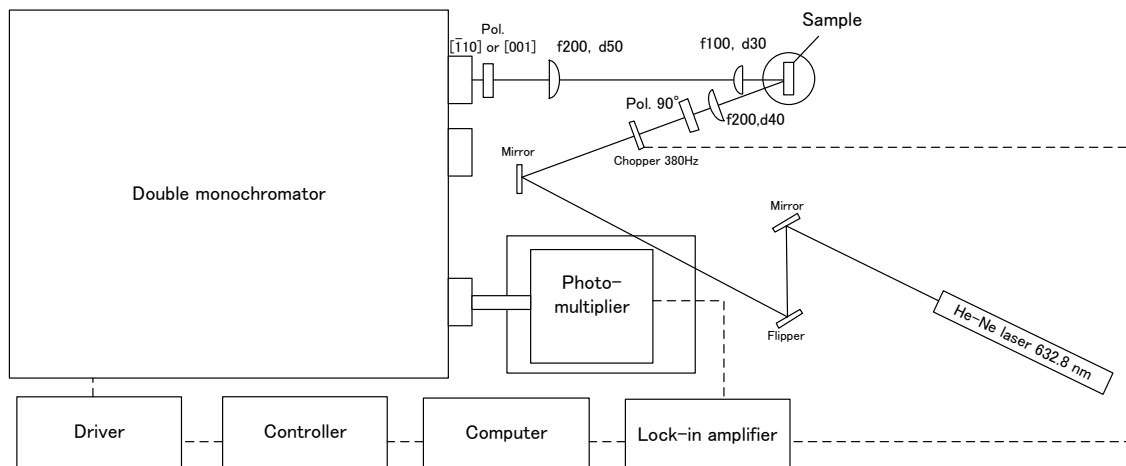 Sample
Pol.
[1̄10] or [001]
f200, d50
f100, d30
Pol. 90°
f200,d40
Chopper 380Hz
Mirror
Double monochromator
Mirror
Photo-
multiplier
Flipper
He-Ne laser 632.8 nm
Driver
Controller
Computer
Lock-in amplifier